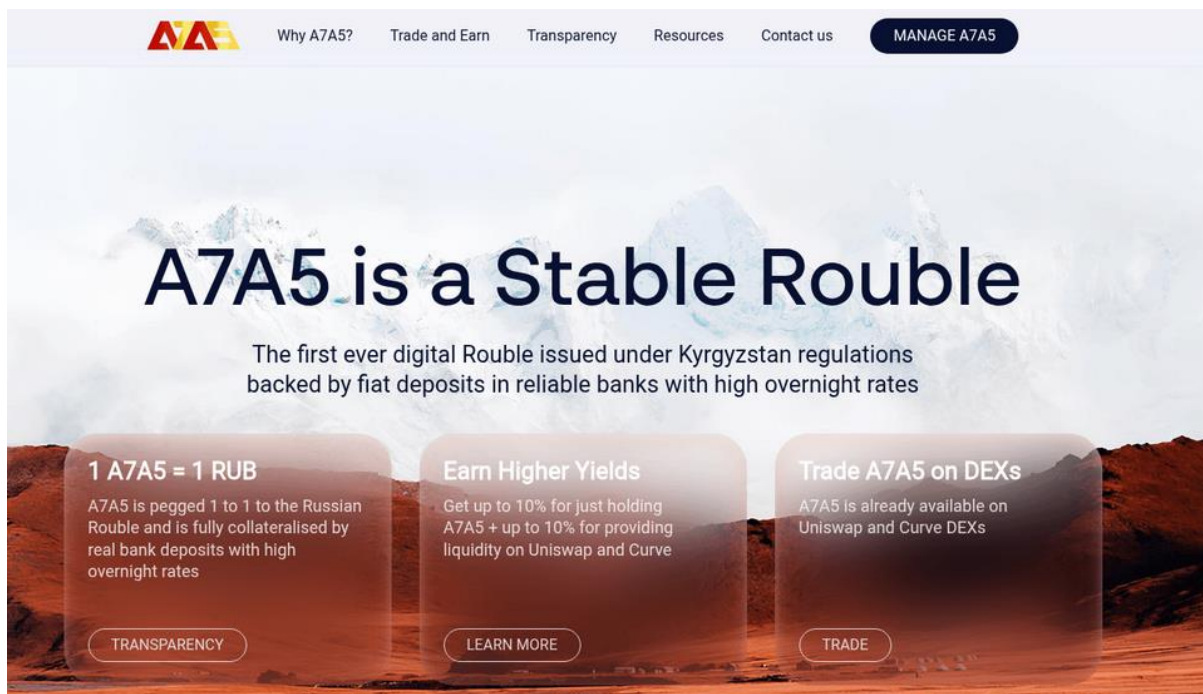 A7A5
Why A7A5?
Trade and Earn
Transparency
Resources
Contact us
MANAGE A7A5
A7A5 is a Stable Rouble
The first ever digital Rouble issued under Kyrgyzstan regulations
backed by fiat deposits in reliable banks with high overnight rates
1 A7A5 = 1 RUB
A7A5 is pegged 1 to 1 to the Russian
Rouble and is fully collateralised by
real bank deposits with high
overnight rates
TRANSPARENCY
Earn Higher Yields
Get up to 10% for just holding
A7A5 + up to 10% for providing
liquidity on Uniswap and Curve
LEARN MORE
Trade A7A5 on DEXs
A7A5 is already available on
Uniswap and Curve DEXs
TRADE